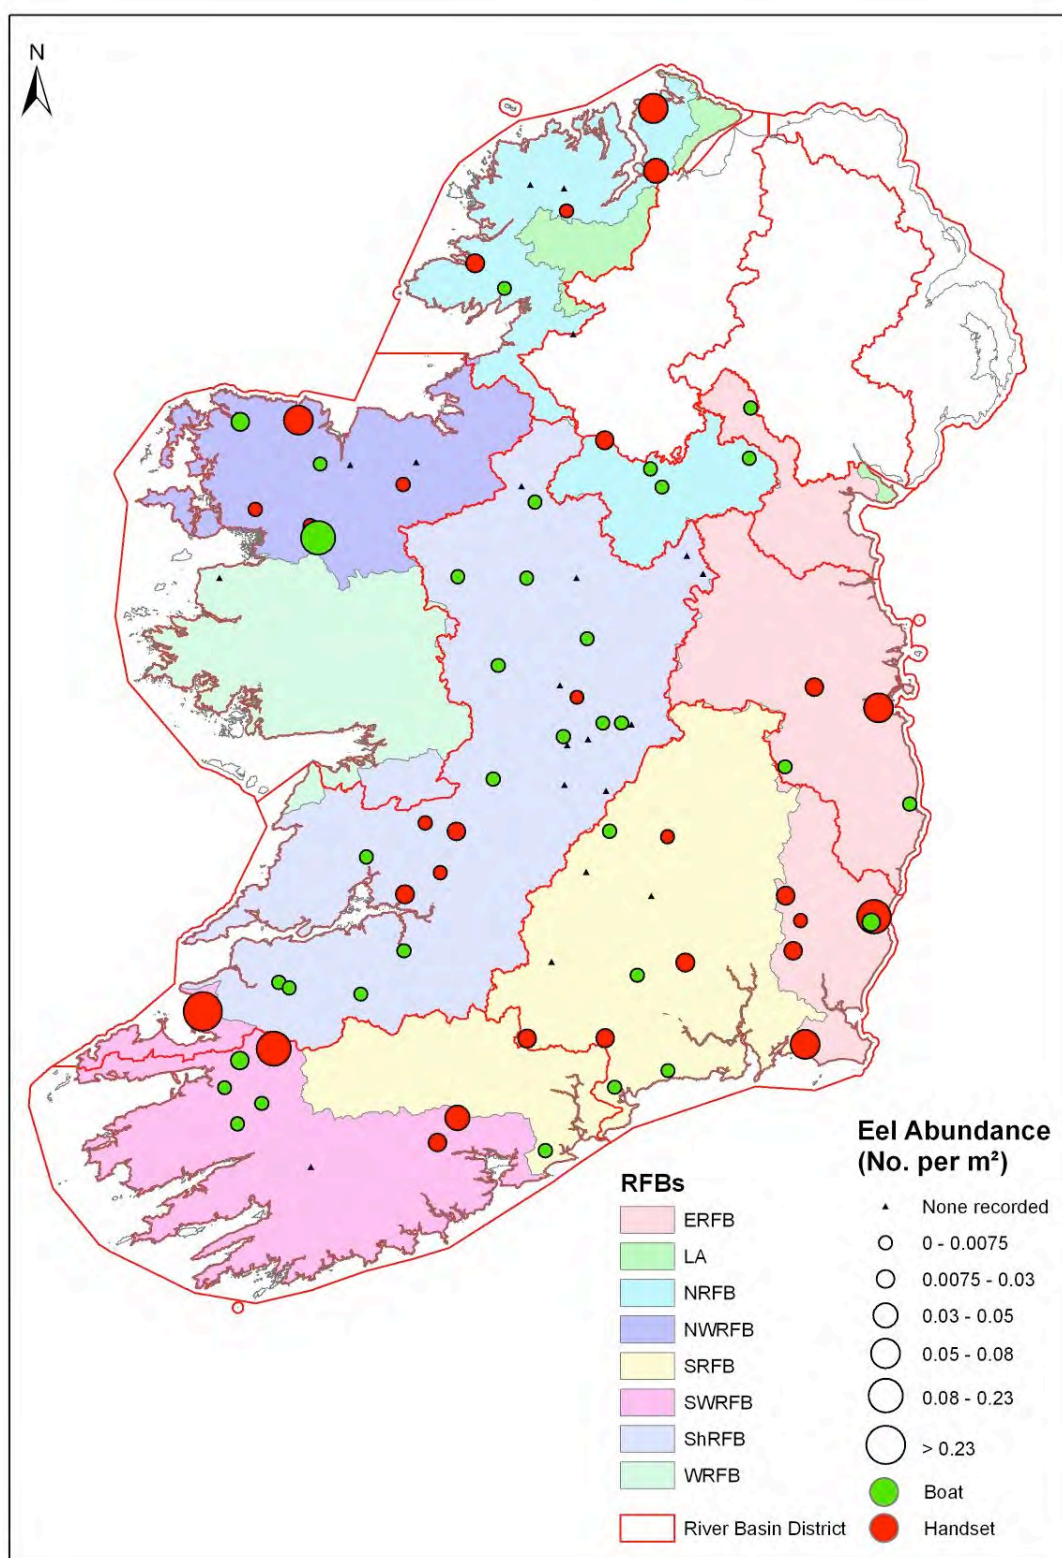 N
Eel Abundance
(No. per m²)
RFBs
ERFB
LA
NRFB
NWRFB
SRFB
SWRFB
ShRFB
WRFB
River Basin District
None recorded
0 - 0.0075
0.0075 - 0.03
0.03 - 0.05
0.05 - 0.08
0.08 - 0.23
> 0.23
Boat
Handset